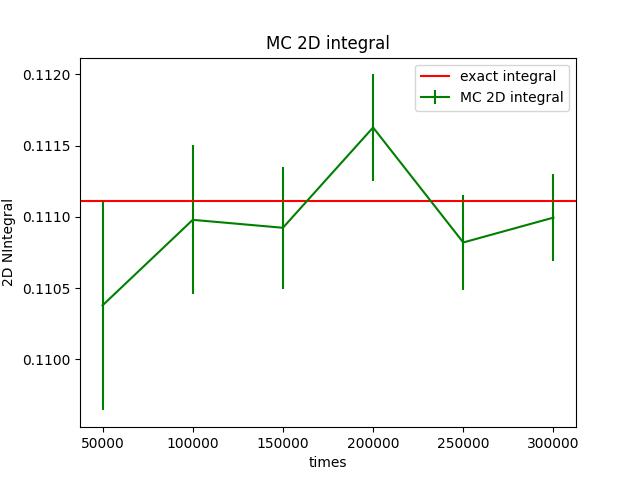 MC 2D integral
exact integral
MC 2D integral
0.1120
0.1115
0.1110
0.1105
0.1100
2D NIntegral
50000 100000 150000 200000 250000 300000
times